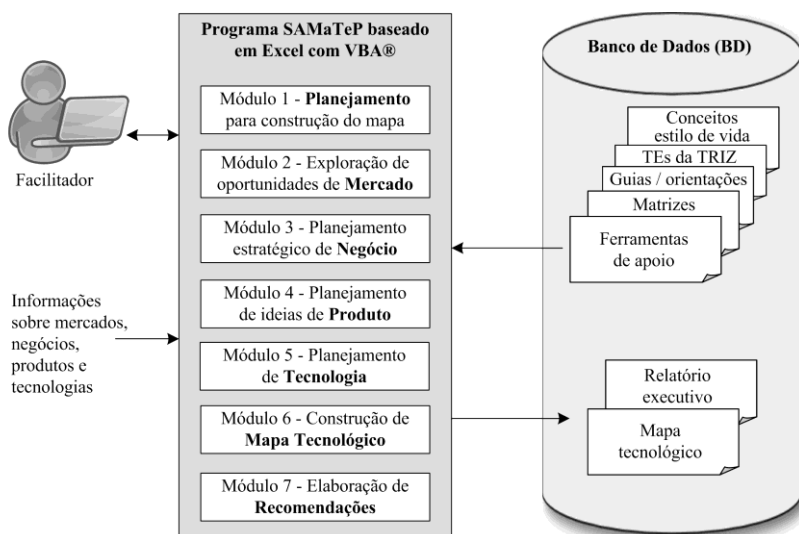 Programa SAMaTeP baseado
em Excel com VBA®
Módulo 1 - Planejamento
para construção do mapa
Módulo 2 - Exploração de
oportunidades de Mercado
Módulo 3 - Planejamento
estratégico de Negócio
Módulo 4 - Planejamento
de ideias de Produto
Módulo 5 - Planejamento
de Tecnologia
Módulo 6 - Construção de
Mapa Tecnológico
Módulo 7 - Elaboração de
Recomendações
Facilitador
Informações
sobre mercados,
negócios,
produtos e
tecnologias
Banco de Dados (BD)
Conceitos
estilo de vida
TEs da TRIZ
Guias / orientações
Matrizes
Ferramentas
de apoio
Relatório
executivo
Mapa
tecnológico